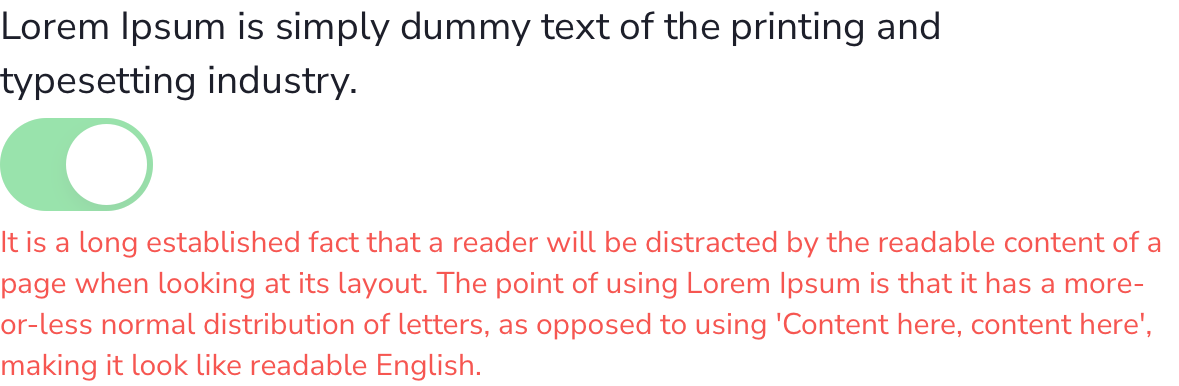 Lorem Ipsum is simply dummy text of the printing and
typesetting industry.
It is a long established fact that a reader will be distracted by the readable content of a
page when looking at its layout. The point of using Lorem Ipsum is that it has a more-
or-less normal distribution of letters, as opposed to using 'Content here, content here',
making it look like readable English.